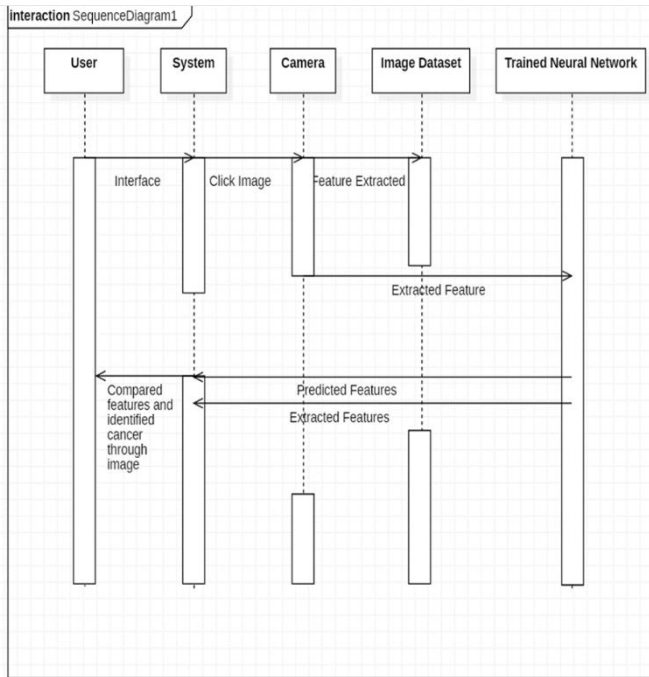 interaction SequenceDiagram1
User
System
Camera
Image Dataset
Trained Neural Network
Interface
Click Image
Feature Extracted
Extracted Feature
Predicted Features
Extracted Features
Compared
features and
identified
cancer
through
image